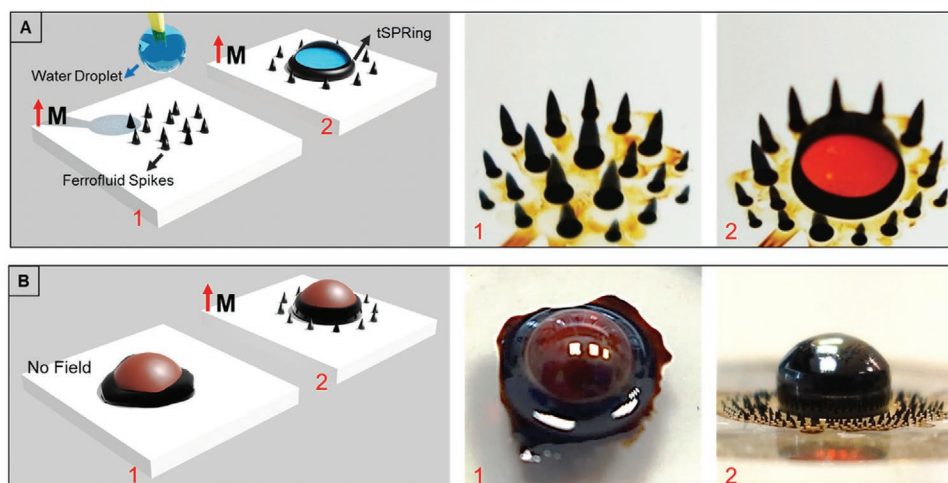 A
M
tSPRing
Water Droplet
M
2
Ferrofluid Spikes
1
1
2
B
M
No Field
2
1
1
2